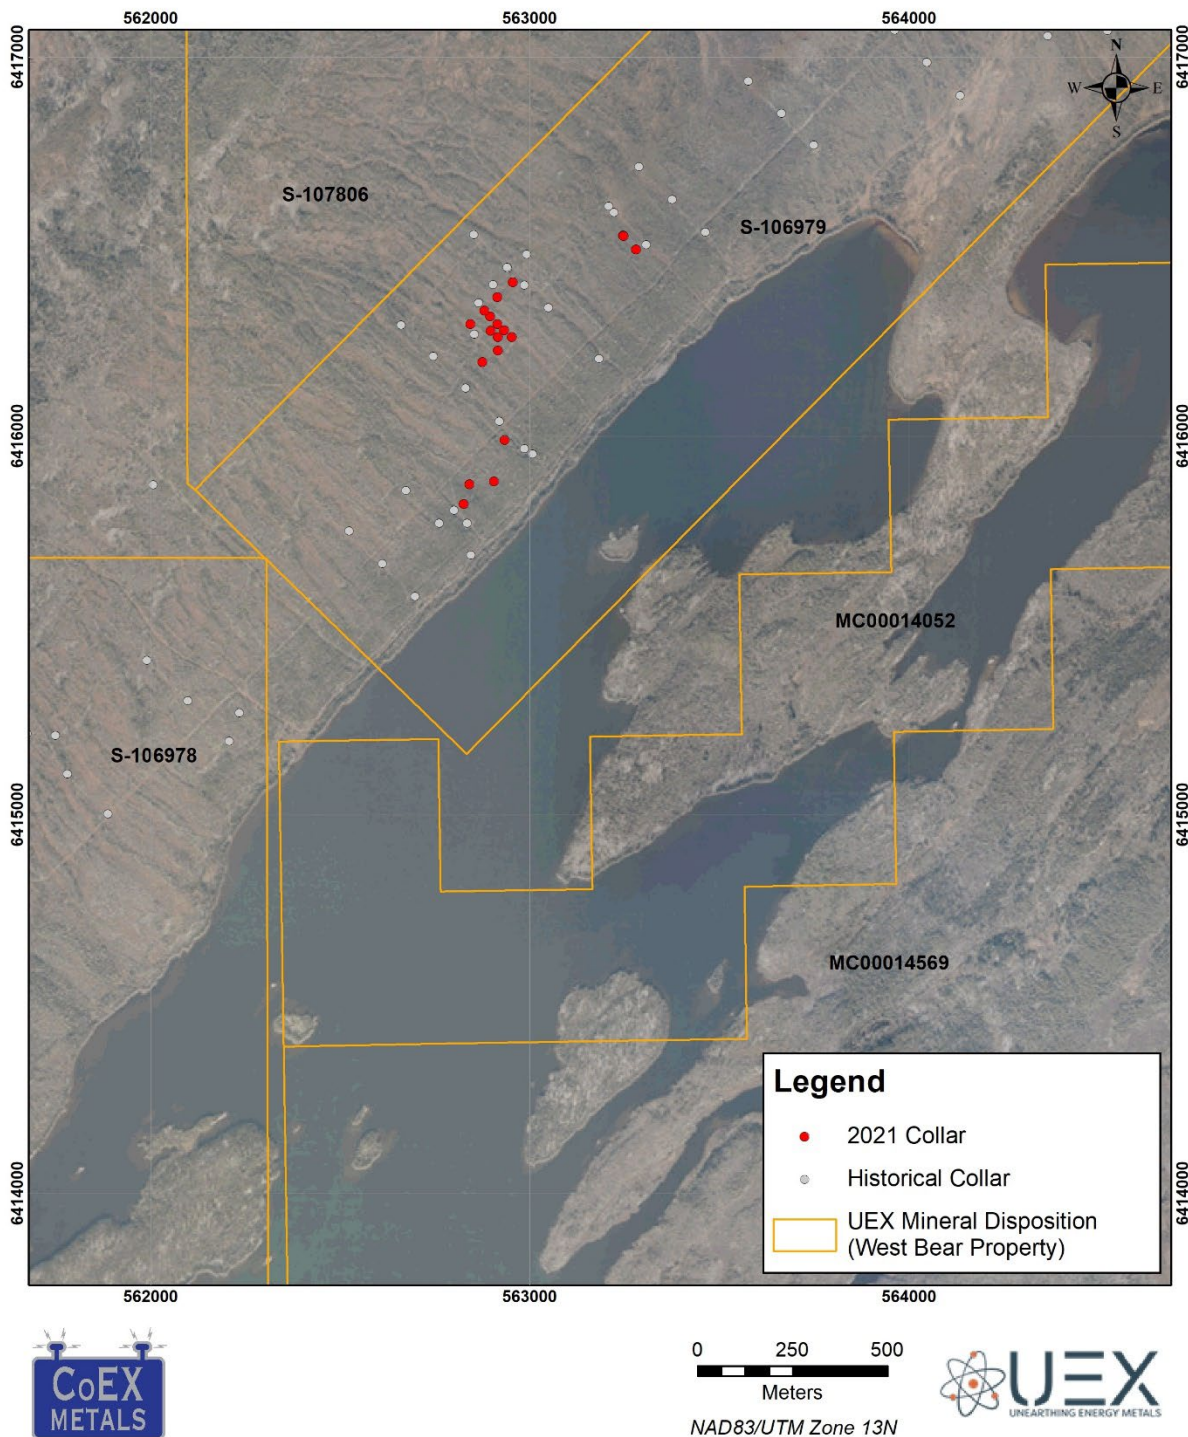 562000
563000
564000
6417000
6417000
N
W
E
S
S-107806
S-106979
6416000
6416000
MC00014052
S-106978
6415000
6415000
MC00014569
Legend
2021 Collar
Historical Collar
UEX Mineral Disposition
(West Bear Property)
6414000
6414000
562000
563000
564000
CoEX
METALS
0 250 500
Meters
NAD83/UTM Zone 13N
UEX
UNEARTHING ENERGY METALS